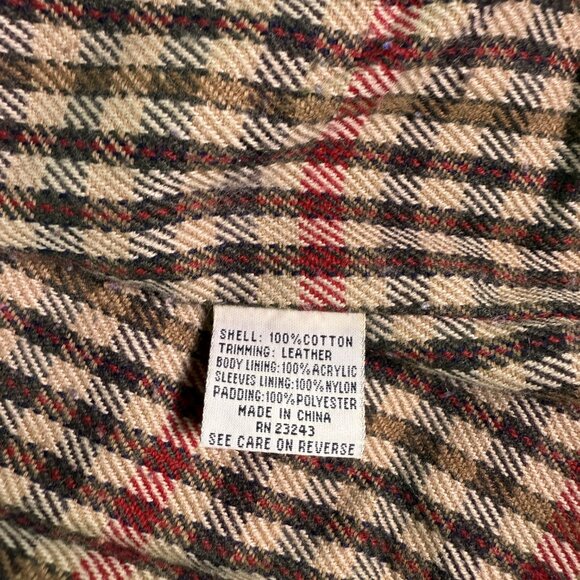 SHELL: 100%COTTON
TRIMMING: LEATHER
BODY LINING:100%ACRYLIC
SLEEVES LINING:100%NYLON
PADDING:100%POLYESTER
MADE IN CHINA
RN 23243
SEE CARE ON REVERSE